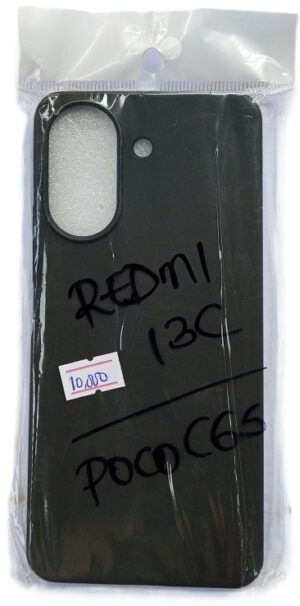 REDMI
13C
10,000
POCO C65